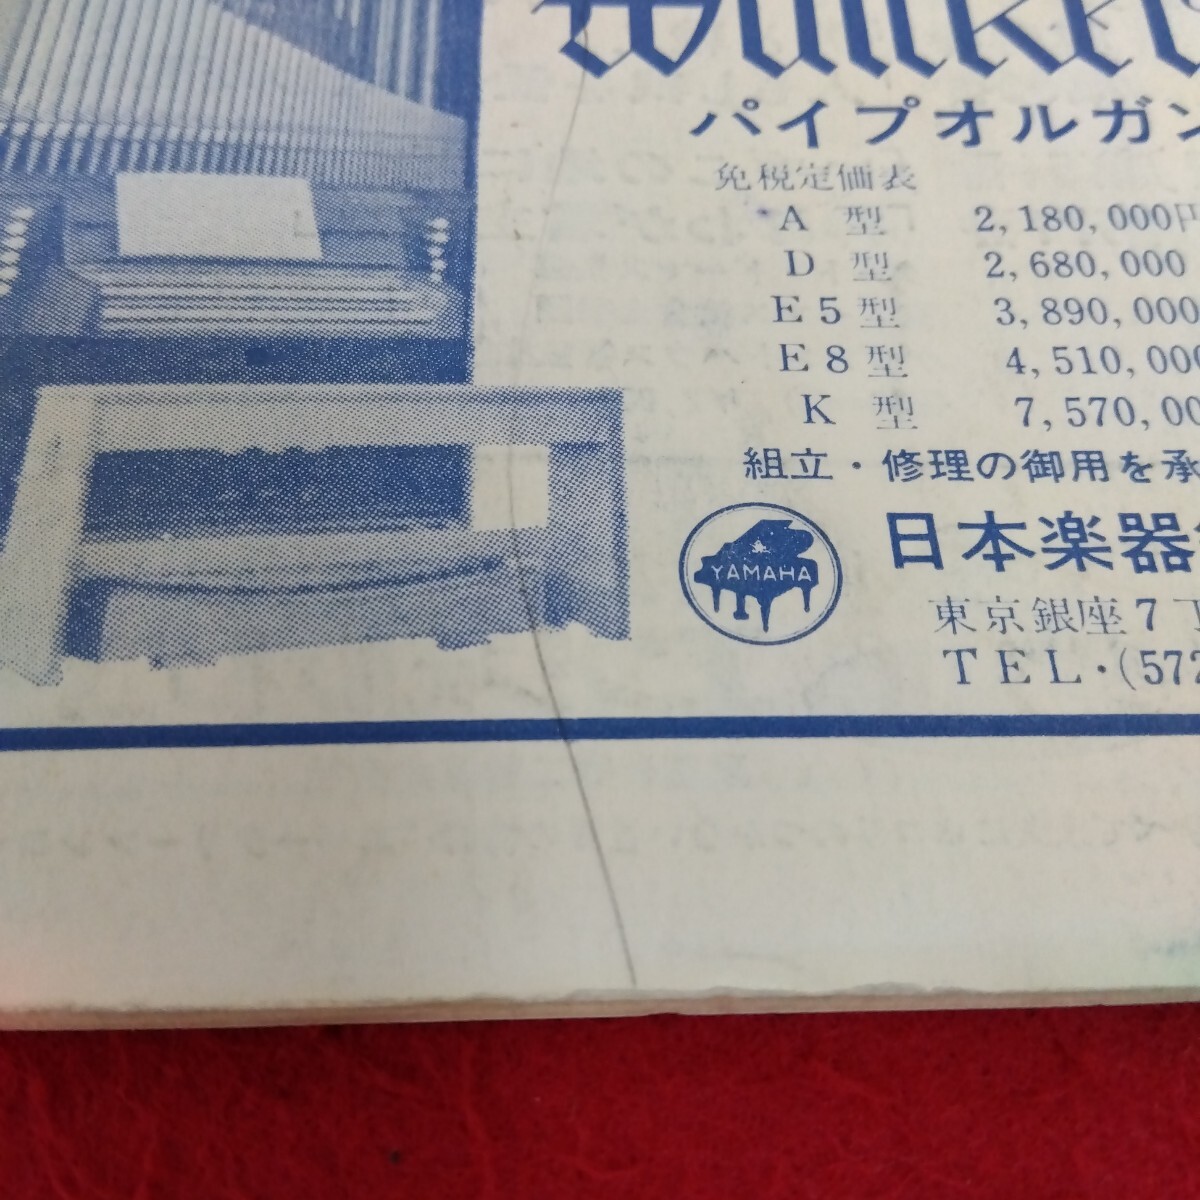 パイプオルガン
免税定価表
A 型 2,180,000円
D 型 2,680,000
E5型 3,890,000
E8型 4,510,000
K 型 7,570,00
組立・修理の御用を承
YAMAHA
日本楽器
東京銀座7丁
TEL・(572